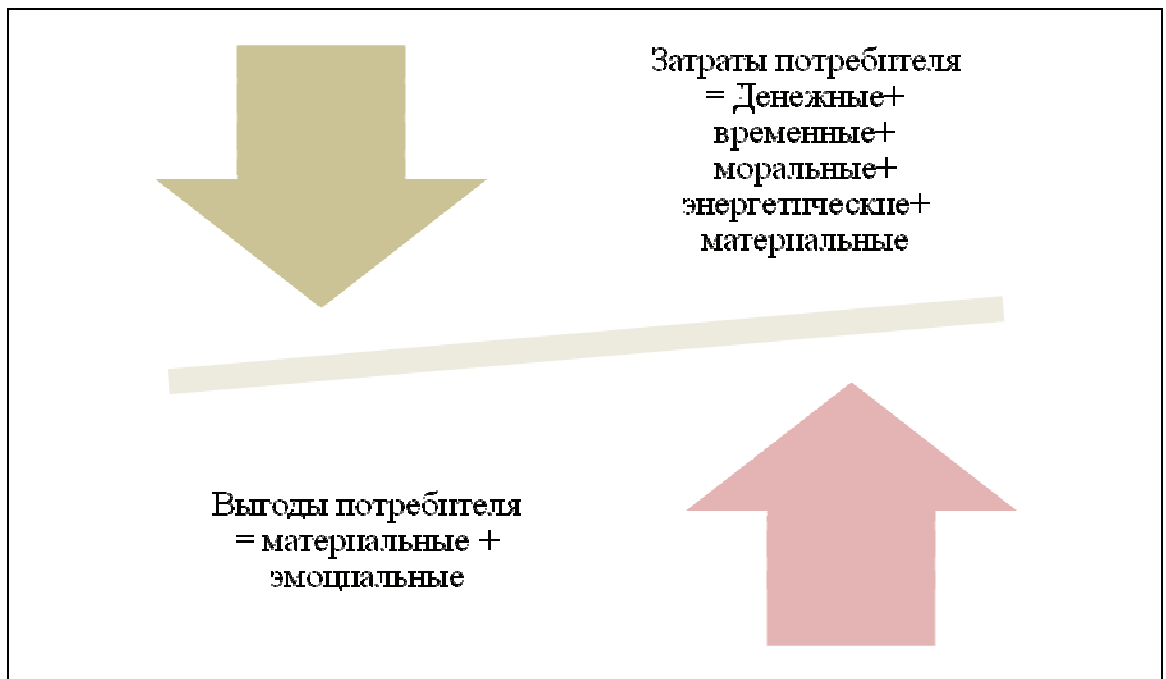 Затраты потребителя
= Денежные+
временные+
моральные+
энергетические+
материальные
Выгоды потребителя
= материальные +
эмоциальные